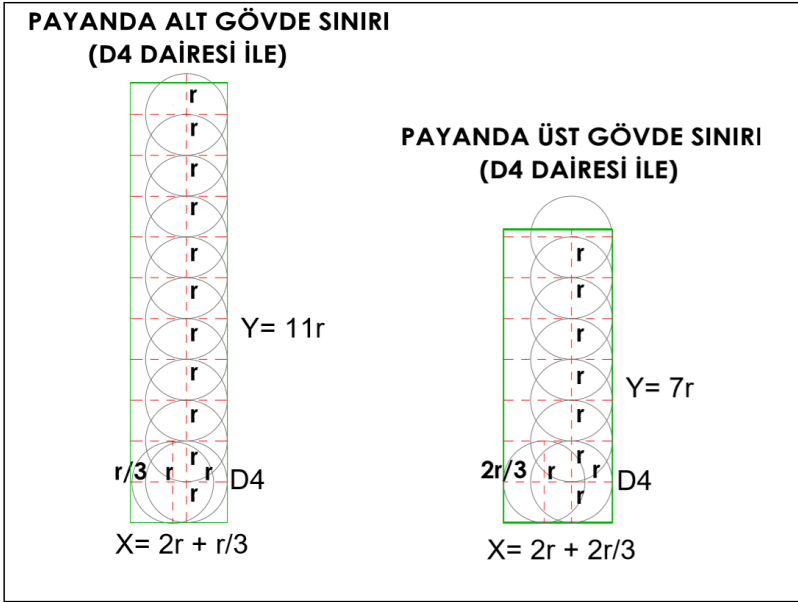 PAYANDA ALT GÖVDE SINIRI
(D4 DAİRESİ İLE)
r
r
r
r
r
r
r
r
r
r/3 r r r D4
r
Y= 11r
X= 2r + r/3
PAYANDA ÜST GÖVDE SINIRI
(D4 DAİRESİ İLE)
r
r
r
r
r
2r/3 r r r D4
r
Y= 7r
X= 2r + 2r/3